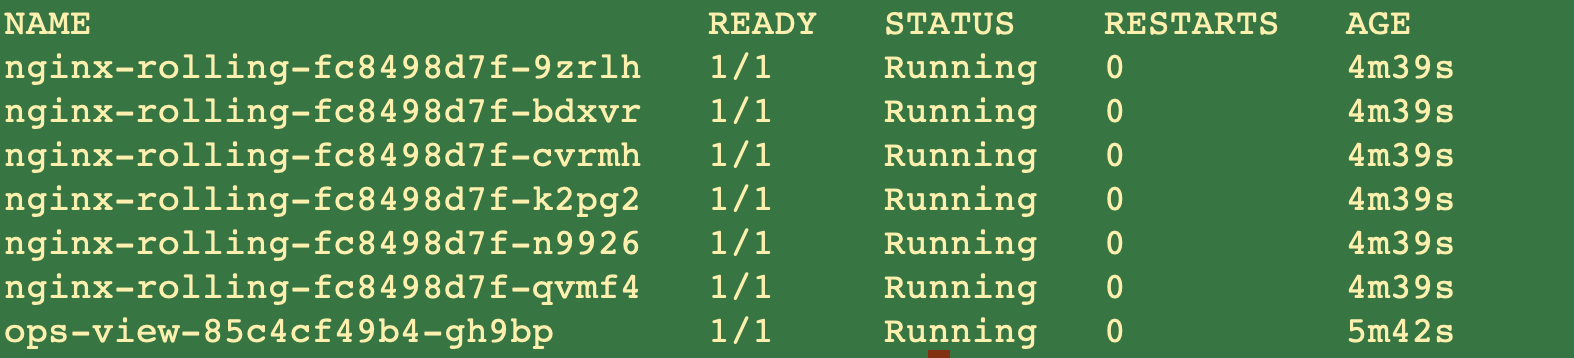 NAME READY STATUS RESTARTS AGE
nginx-rolling-fc8498d7f-9zrlh 1/1 Running 0 4m39s
nginx-rolling-fc8498d7f-bdxvr 1/1 Running 0 4m39s
nginx-rolling-fc8498d7f-cvrmh 1/1 Running 0 4m39s
nginx-rolling-fc8498d7f-k2pg2 1/1 Running 0 4m39s
nginx-rolling-fc8498d7f-n9926 1/1 Running 0 4m39s
nginx-rolling-fc8498d7f-qvmf4 1/1 Running 0 4m39s
ops-view-85c4cf49b4-gh9bp 1/1 Running 0 5m42s